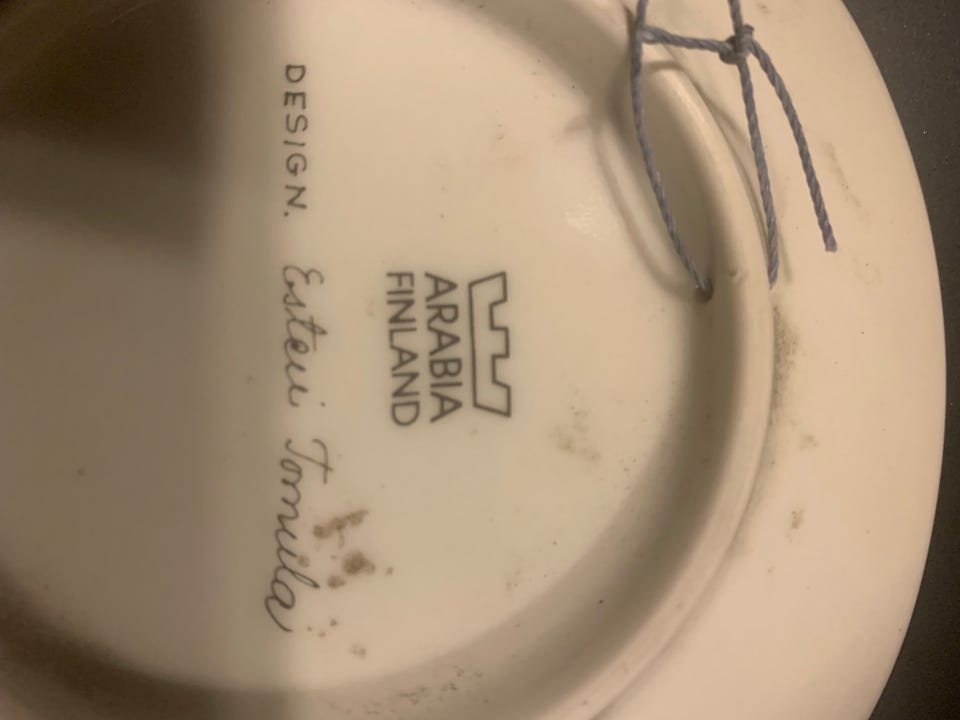 ARABIA
FINLAND
DESIGN. Esteri Tomula